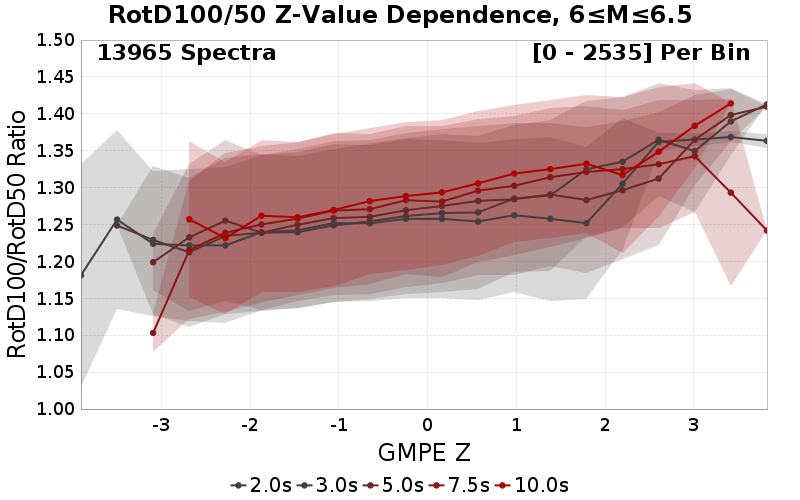 RotD100/50 Z-Value Dependence, 6≤M≤6.5
13965 Spectra
[0 - 2535] Per Bin
1.50
1.45
1.40
1.35
1.30
1.25
1.20
1.15
1.10
1.05
1.00
RotD100/RotD50 Ratio
-3 -2 -1 0 1 2 3
GMPE Z
2.0s 3.0s 5.0s 7.5s 10.0s